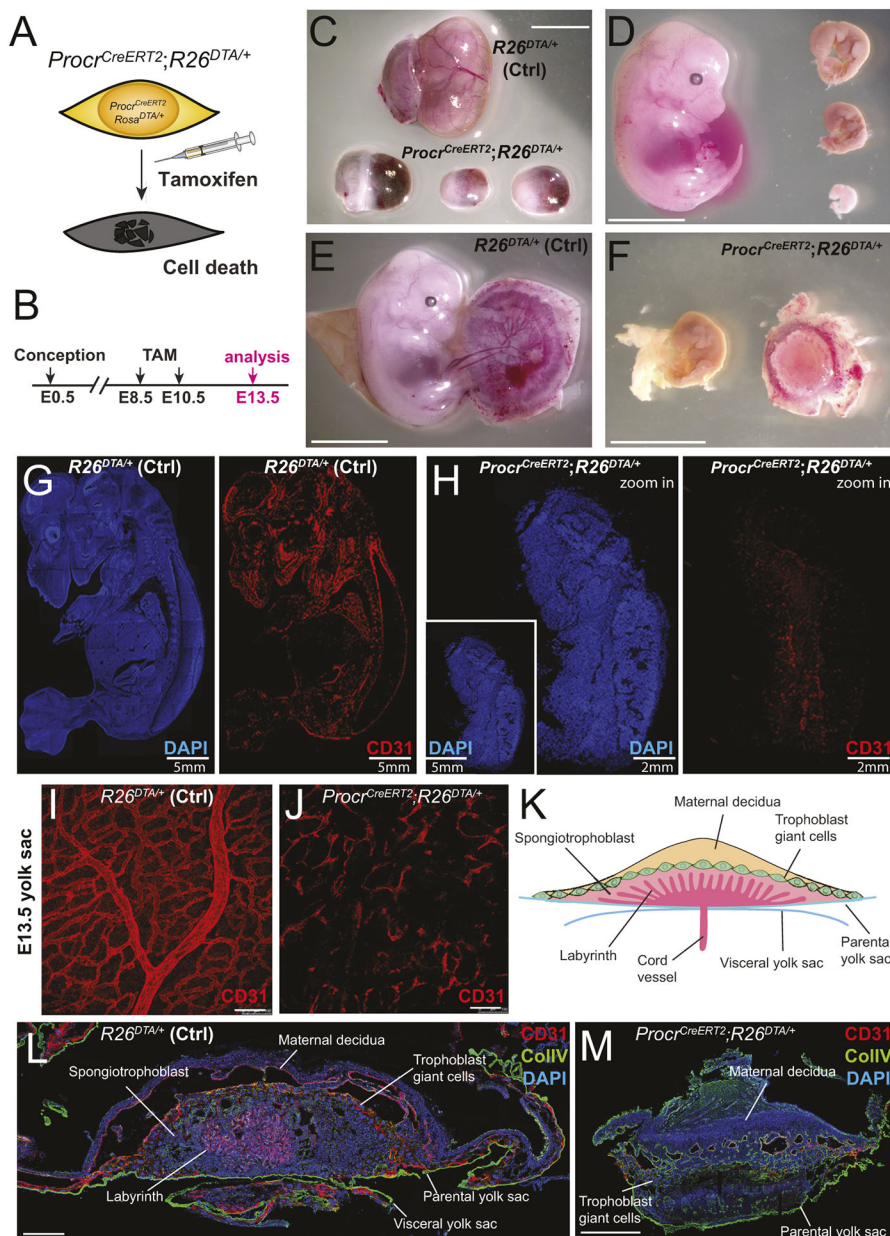 A
Procr^CreERT2;R26^DTA/+
Procr^CreERT2
Rosa^DTA/+
Tamoxifen
Cell death
B
Conception
TAM
analysis
E0.5
E8.5
E10.5
E13.5
C
R26^DTA/+
(Ctrl)
Procr^CreERT2;R26^DTA/+
D
E
R26^DTA/+ (Ctrl)
F
Procr^CreERT2;R26^DTA/+
G
R26^DTA/+ (Ctrl)
DAPI
5mm
R26^DTA/+ (Ctrl)
CD31
5mm
H
Procr^CreERT2;R26^DTA/+
zoom in
DAPI
5mm
DAPI
2mm
Procr^CreERT2;R26^DTA/+
zoom in
CD31
2mm
E13.5 yolk sac
I
R26^DTA/+ (Ctrl)
CD31
J
Procr^CreERT2;R26^DTA/+
CD31
K
Maternal decidua
Spongiotrophoblast
Trophoblast
giant cells
Labyrinth
Cord
vessel
Visceral yolk sac
Parental
yolk sac
L
R26^DTA/+ (Ctrl)
CD31
ColIV
DAPI
Maternal decidua
Spongiotrophoblast
Trophoblast
giant cells
Labyrinth
Parental yolk sac
Visceral yolk sac
M
Procr^CreERT2;R26^DTA/+
CD31
ColIV
DAPI
Maternal decidua
Trophoblast
giant cells
Parental yolk sac